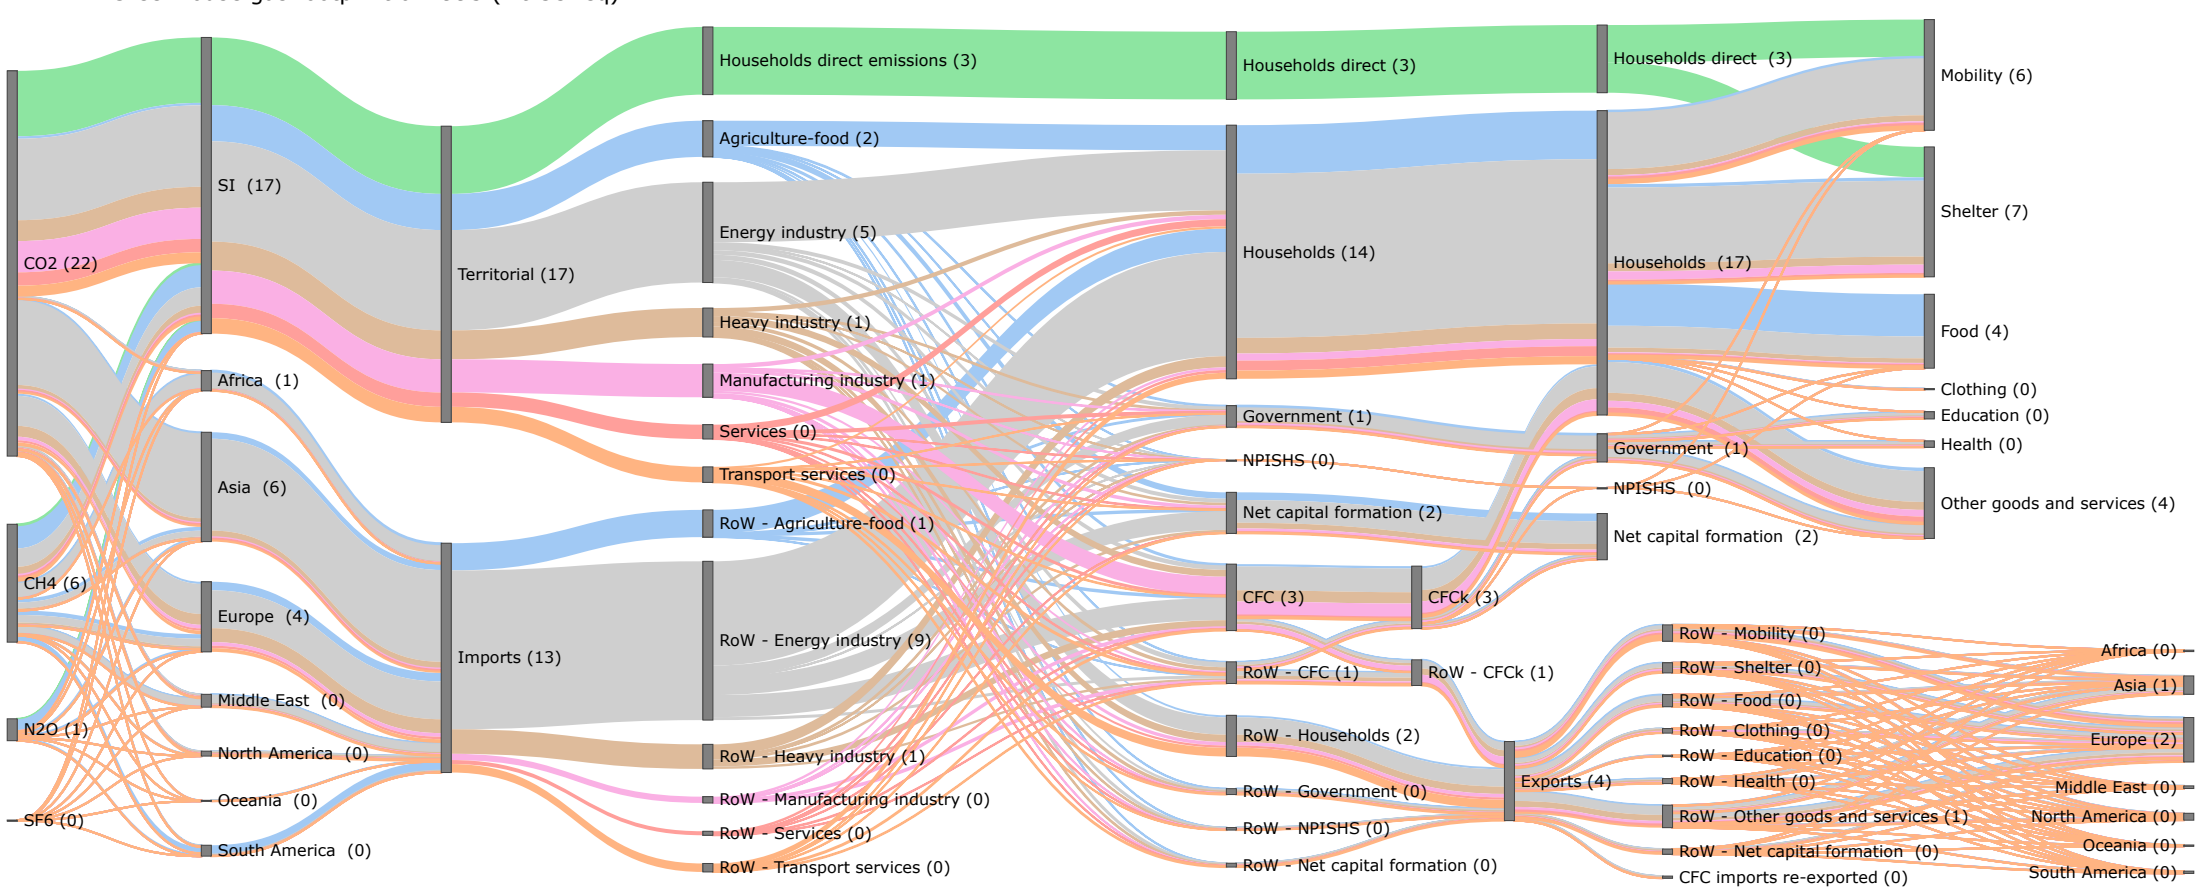 CO2 (22)
CH4 (6)
N2O (1)
SF6 (0)
SI (17)
Africa (1)
Asia (6)
Europe (4)
Middle East (0)
North America (0)
Oceania (0)
South America (0)
Territorial (17)
Imports (13)
Households direct emissions (3)
Agriculture-food (2)
Energy industry (5)
Heavy industry (1)
Manufacturing industry (1)
Services (0)
Transport services (0)
RoW - Agriculture-food (1)
RoW - Energy industry (9)
RoW - Heavy industry (1)
RoW - Manufacturing industry (0)
RoW - Services (0)
RoW - Transport services (0)
Households direct (3)
Households (14)
Government (1)
NPISHS (0)
Net capital formation (2)
CFC (3)
RoW - CFC (1)
RoW - Households (2)
RoW - Government (0)
RoW - NPISHS (0)
RoW - Net capital formation (0)
CFCk (3)
RoW - CFCk (1)
Exports (4)
Households direct (3)
Households (17)
Government (1)
NPISHS (0)
Net capital formation (2)
RoW - Mobility (0)
RoW - Shelter (0)
RoW - Food (0)
RoW - Clothing (0)
RoW - Education (0)
RoW - Health (0)
RoW - Other goods and services (1)
RoW - Net capital formation (0)
CFC imports re-exported (0)
Mobility (6)
Shelter (7)
Food (4)
Clothing (0)
Education (0)
Health (0)
Other goods and services (4)
Africa (0)
Asia (1)
Europe (2)
Middle East (0)
North America (0)
Oceania (0)
South America (0)